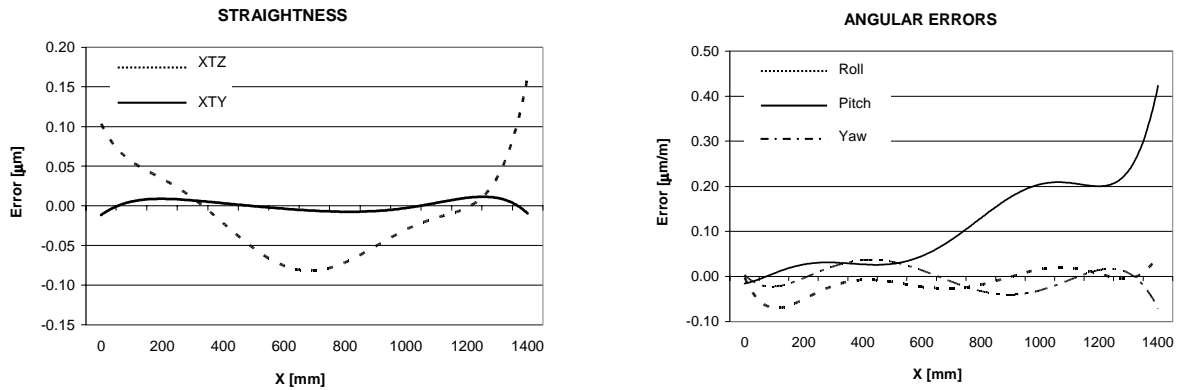 STRAIGHTNESS
XTZ
XTY
0.20
0.15
0.10
0.05
0.00
-0.05
-0.10
-0.15
Error [µm]
0 200 400 600 800 1000 1200 1400
X [mm]
ANGULAR ERRORS
Roll
Pitch
Yaw
0.50
0.40
0.30
0.20
0.10
0.00
-0.10
Error [µm/m]
0 200 400 600 800 1000 1200 1400
X [mm]